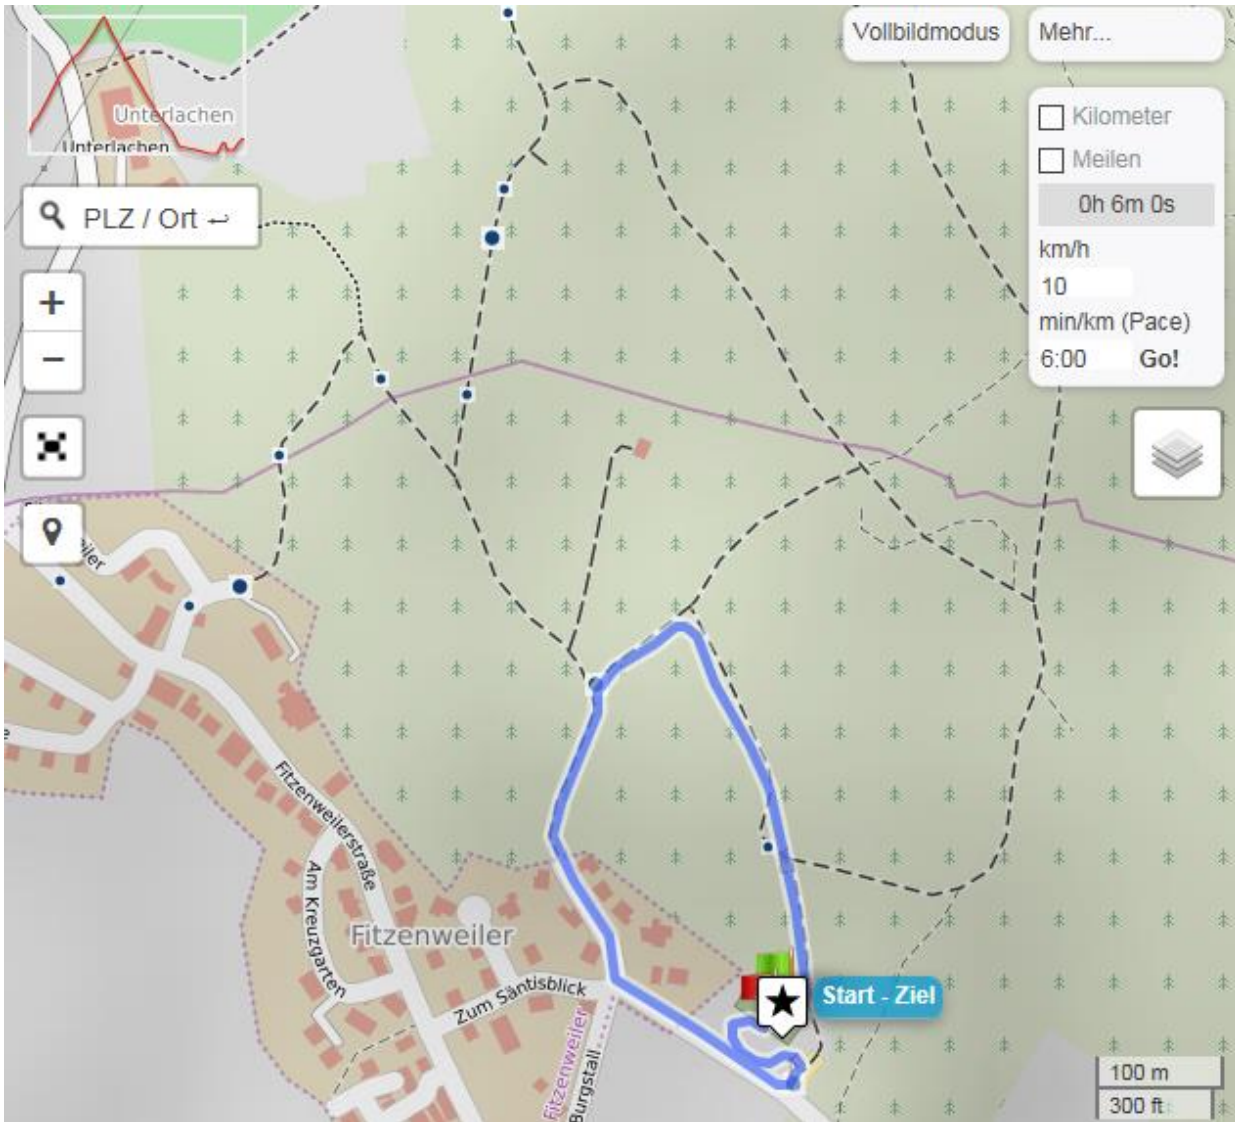 Vollbildmodus
Mehr...
Unterlachen
Unterlachen
Kilometer
Meilen
PLZ / Ort
0h 6m 0s
km/h
10
+
min/km (Pace)
−
6:00 Go!
Fitzenweilerstraße
Am Kreuzgarten
Fitzenweiler
Zum Säntisblick
Start - Ziel
Fitzenweiler
Burgstall
100 m
300 ft